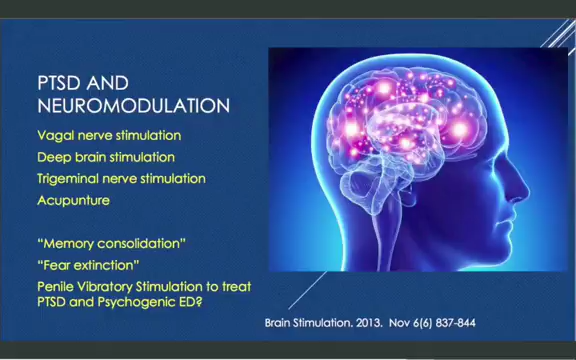 PTSD AND
NEUROMODULATION
Vagal nerve stimulation
Deep brain stimulation
Trigeminal nerve stimulation
Acupunture
“Memory consolidation”
“Fear extinction”
Penile Vibratory Stimulation to treat
PTSD and Psychogenic ED?
Brain Stimulation, 2013. Nov 6(6) 837-844